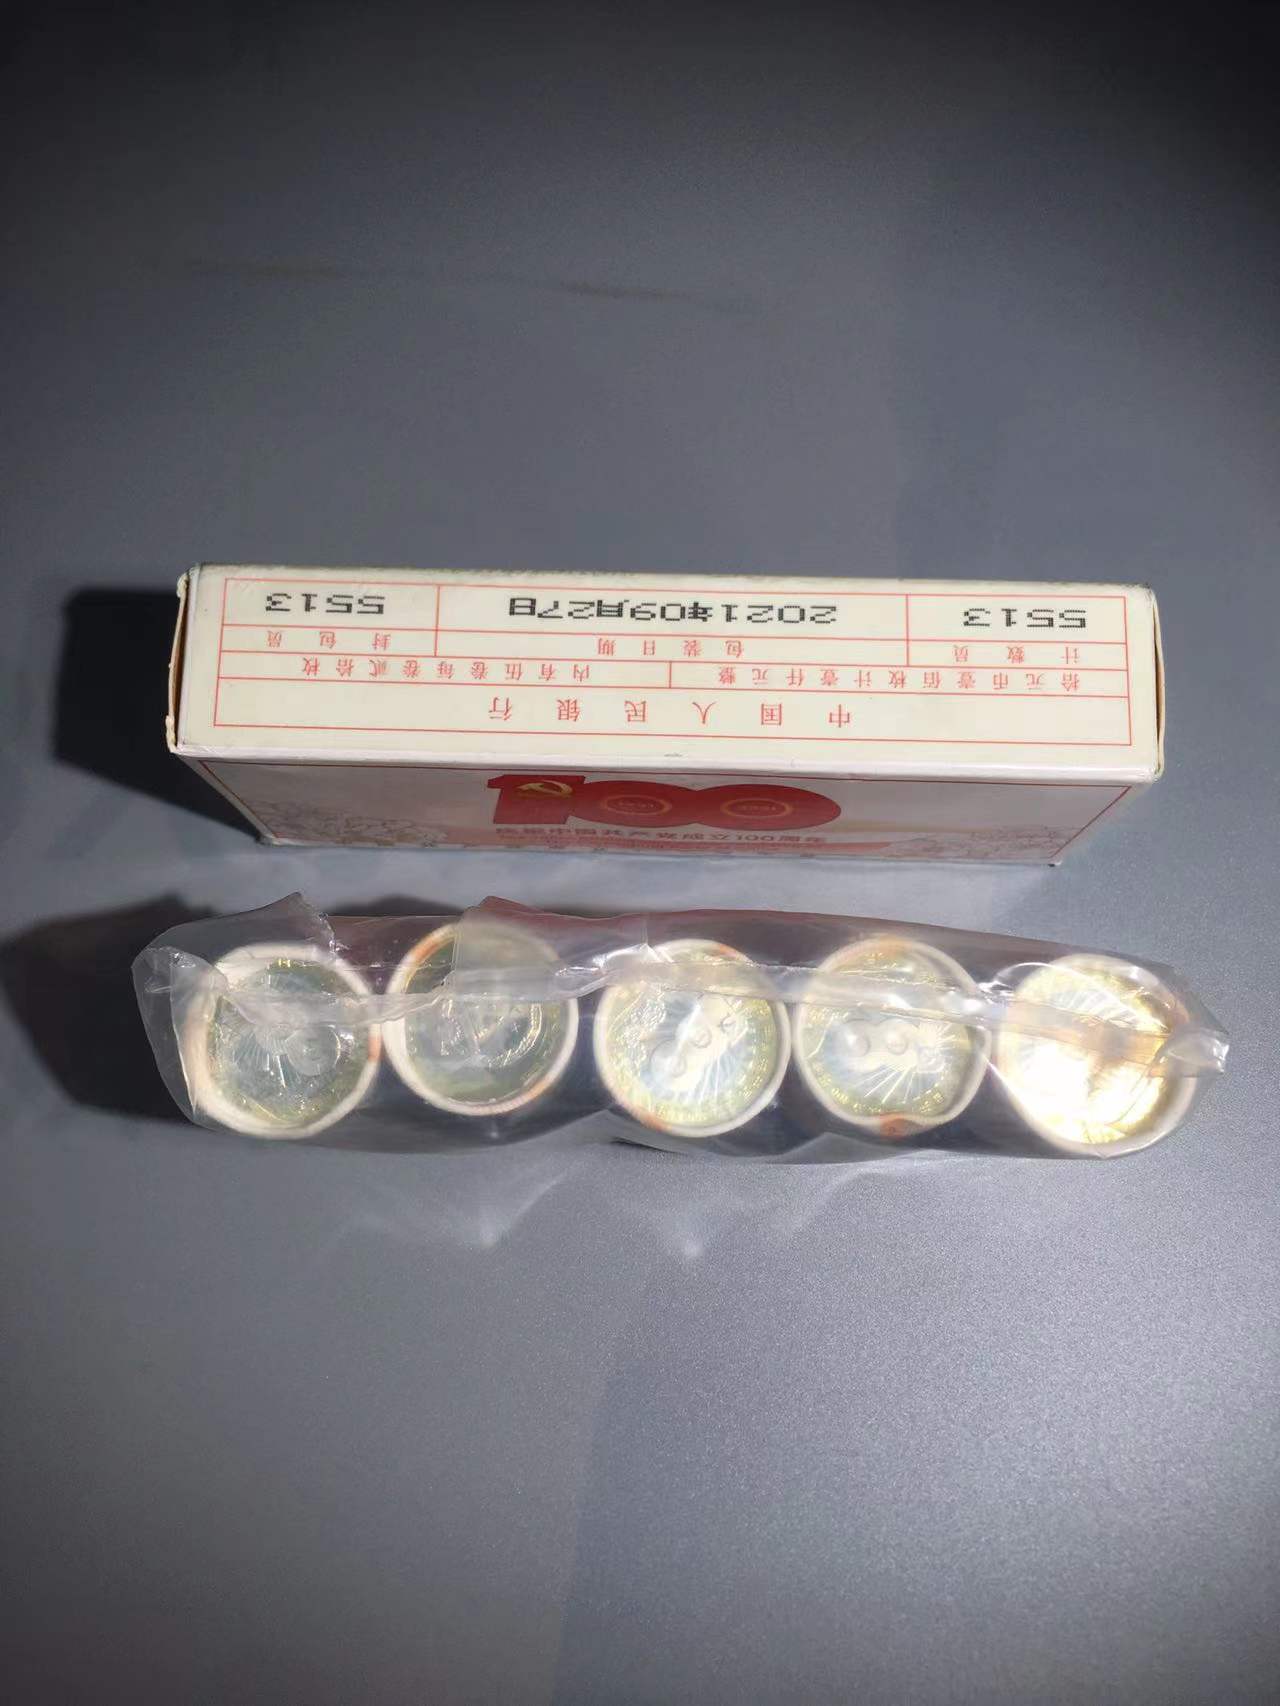 中国人民银行
拾元币壹佰枚计壹仟元整 内有伍卷每卷贰拾枚
计数员 包装日期 封包员
5513 2021年09月27日 5513
100
庆祝中国共产党成立100周年